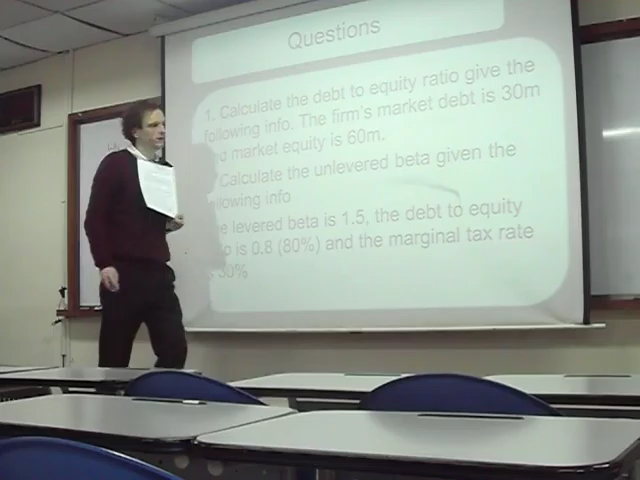 Questions
1. Calculate the debt to equity ratio give the
following info. The firm's market debt is 30m
d market equity is 60m.
Calculate the unlevered beta given the
llowing info
e levered beta is 1.5, the debt to equity
o is 0.8 (80%) and the marginal tax rate
30%